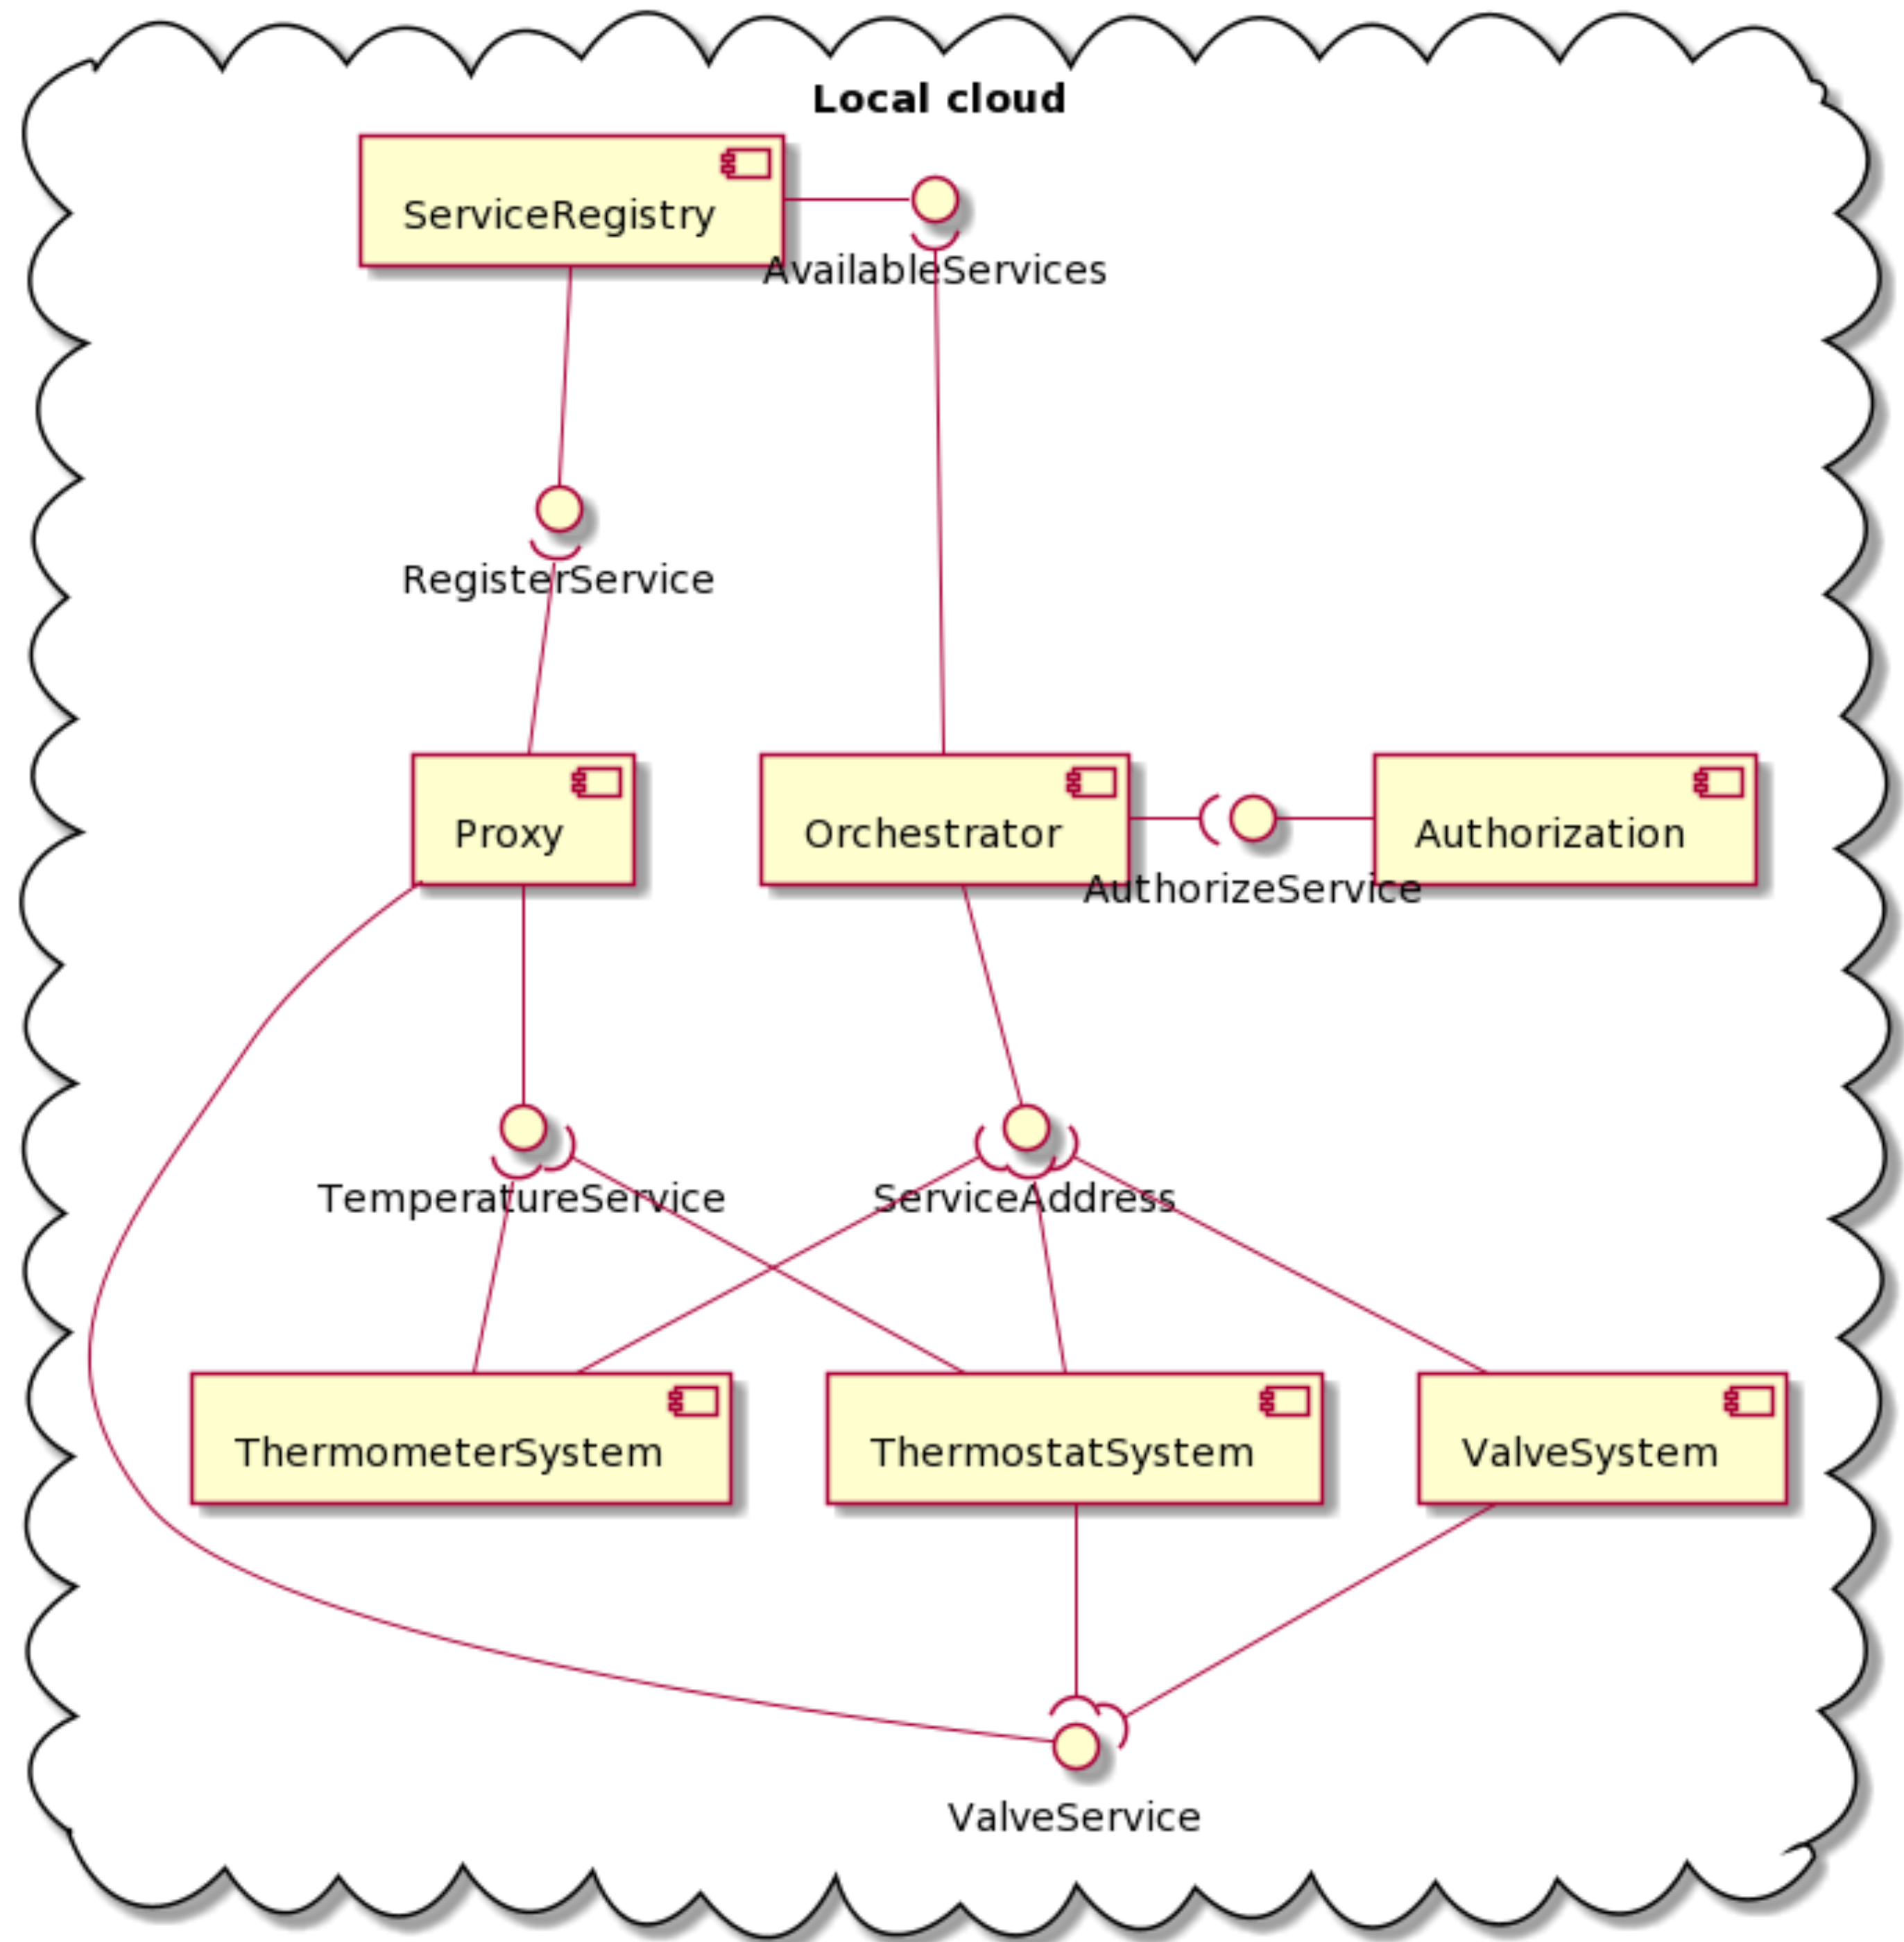 Local cloud
ServiceRegistry
AvailableServices
RegisterService
Proxy
Orchestrator
Authorization
AuthorizeService
TemperatureService
ServiceAddress
ThermometerSystem
ThermostatSystem
ValveSystem
ValveService